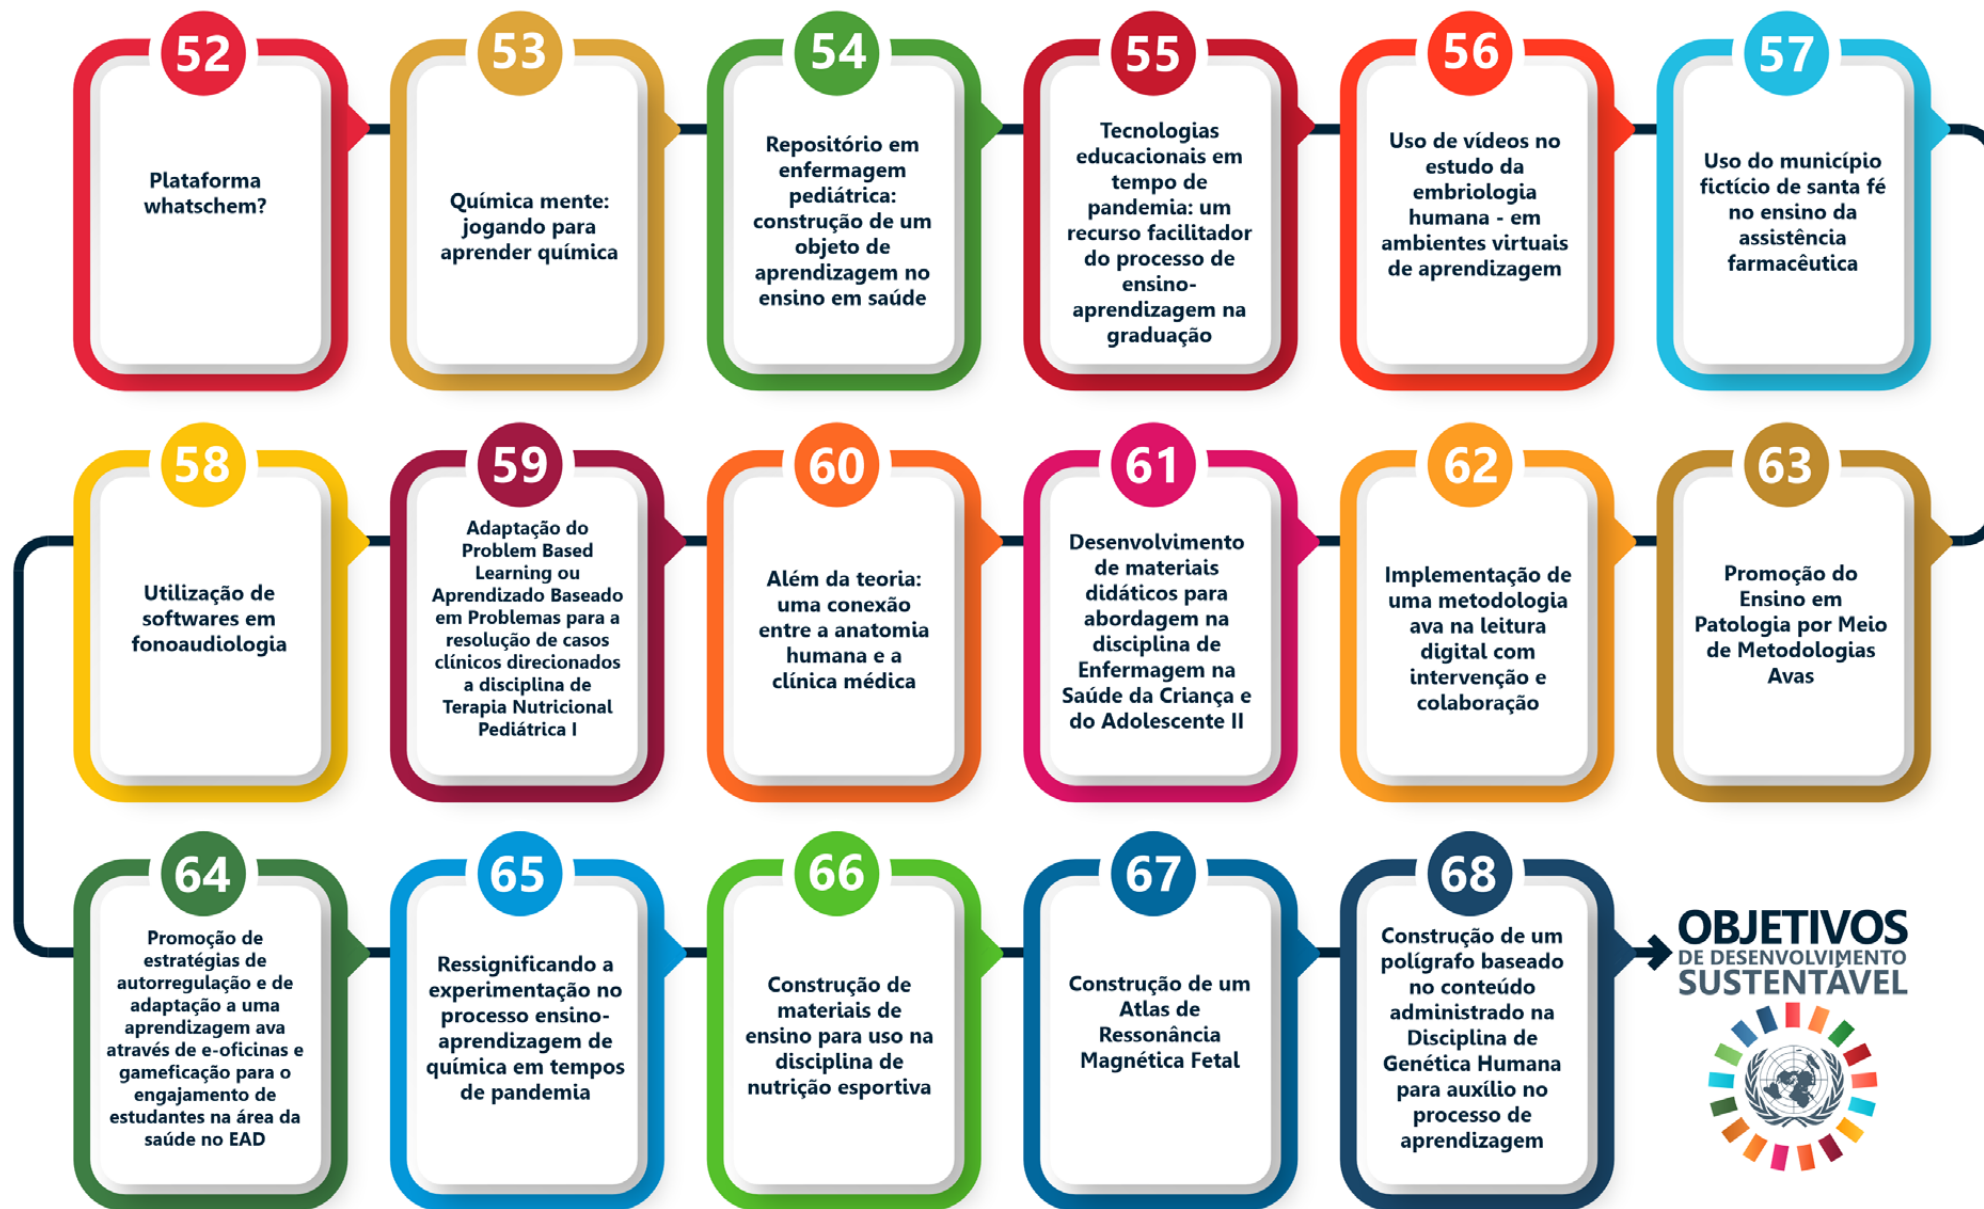 52
Plataforma
whatschem?
53
Química mente:
jogando para
aprender química
54
Repositório em
enfermagem
pediátrica:
construção de um
objeto de
aprendizagem no
ensino em saúde
55
Tecnologias
educacionais em
tempo de
pandemia: um
recurso facilitador
do processo de
ensino-
aprendizagem na
graduação
56
Uso de vídeos no
estudo da
embriologia
humana - em
ambientes virtuais
de aprendizagem
57
Uso do município
fictício de santa fé
no ensino da
assistência
farmacêutica
58
Utilização de
softwares em
fonoaudiologia
59
Adaptação do
Problem Based
Learning ou
Aprendizado Baseado
em Problemas para a
resolução de casos
clínicos direcionados
a disciplina de
Terapia Nutricional
Pediátrica I
60
Além da teoria:
uma conexão
entre a anatomia
humana e a
clínica médica
61
Desenvolvimento
de materiais
didáticos para
abordagem na
disciplina de
Enfermagem na
Saúde da Criança e
do Adolescente II
62
Implementação de
uma metodologia
ava na leitura
digital com
intervenção e
colaboração
63
Promoção do
Ensino em
Patologia por Meio
de Metodologias
Avas
64
Promoção de
estratégias de
autorregulação e de
adaptação a uma
aprendizagem ava
através de e-oficinas e
gameficação para o
engajamento de
estudantes na área da
saúde no EAD
65
Ressignificando a
experimentação no
processo ensino-
aprendizagem de
química em tempos
de pandemia
66
Construção de
materiais de
ensino para uso na
disciplina de
nutrição esportiva
67
Construção de um
Atlas de
Ressonância
Magnética Fetal
68
Construção de um
polígrafo baseado
no conteúdo
administrado na
Disciplina de
Genética Humana
para auxílio no
processo de
aprendizagem
OBJETIVOS
DE DESENVOLVIMENTO
SUSTENTÁVEL